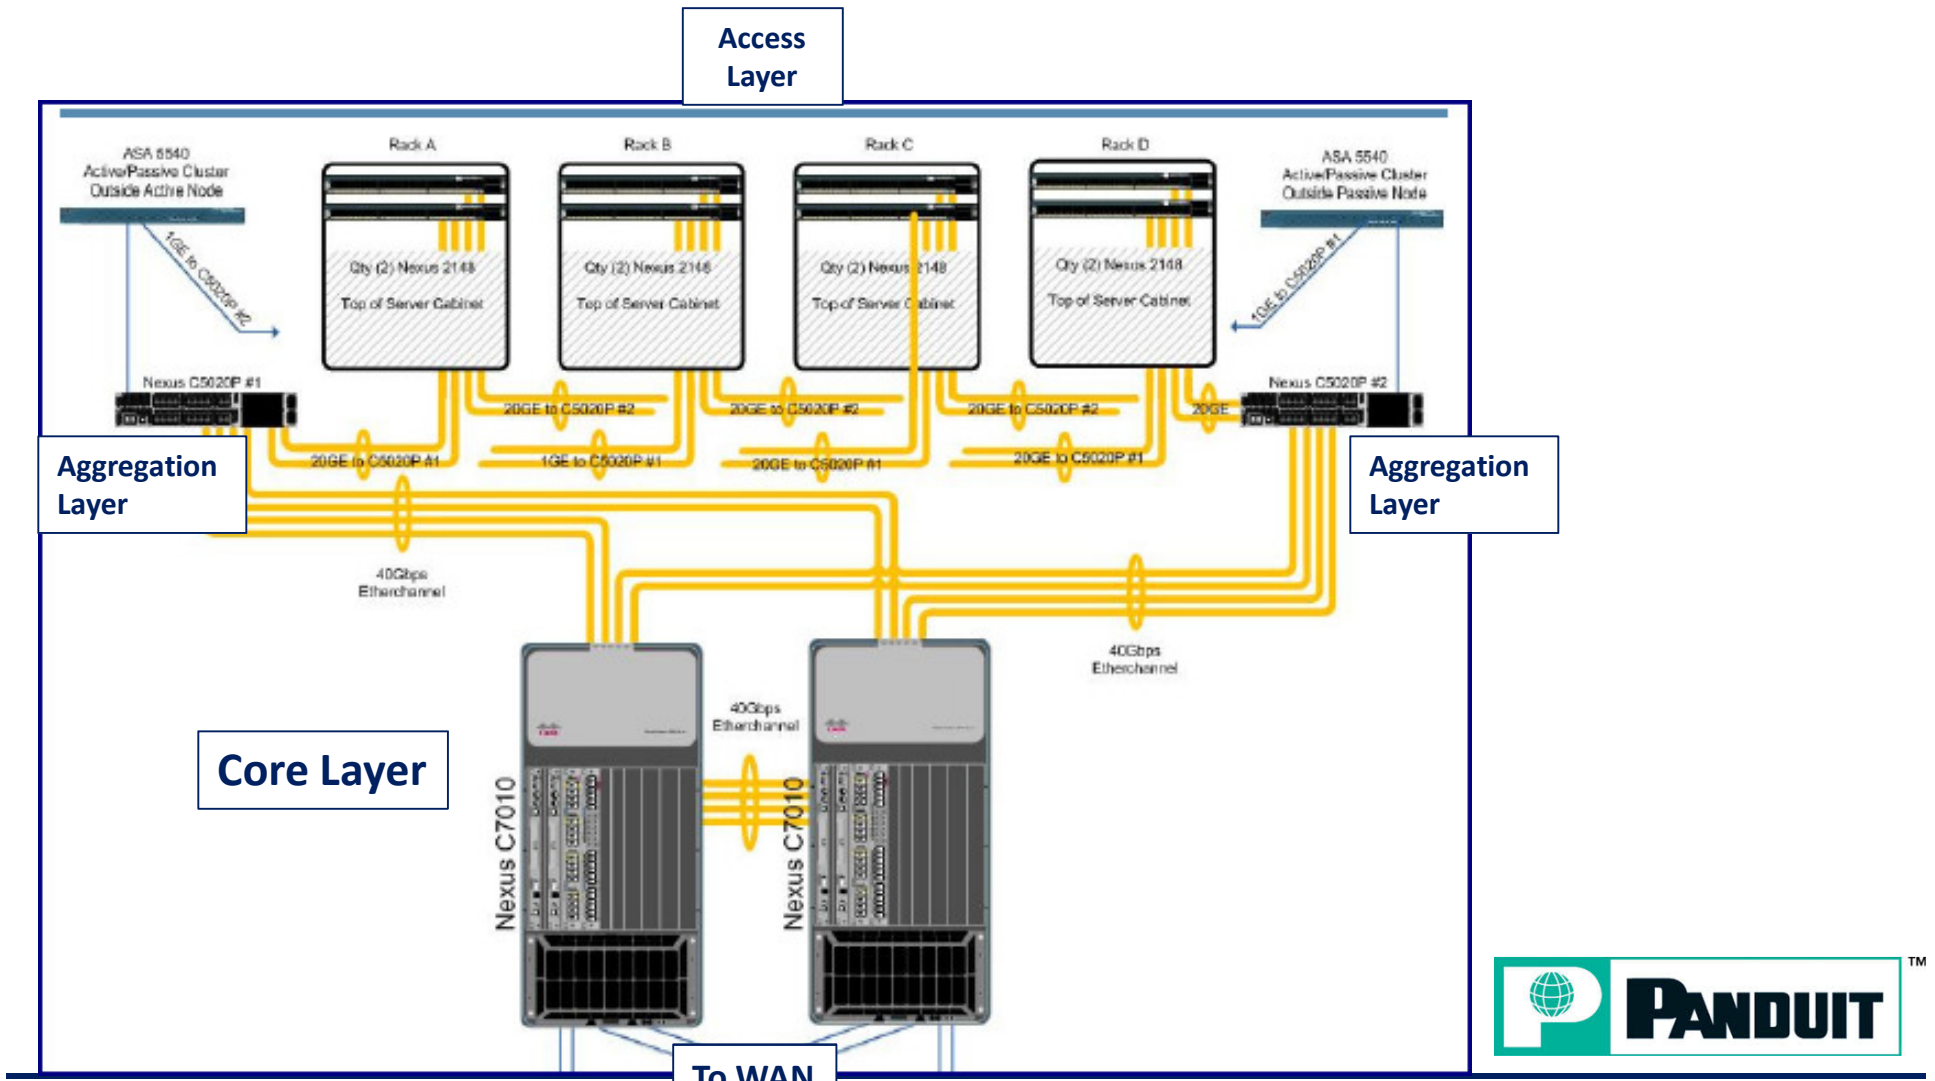 Access
Layer
ASA 5540
Active/Passive Cluster
Outside Active Node
Rack A
Rack B
Rack C
Rack D
ASA 5540
Active/Passive Cluster
Outside Passive Node
1GE to C5020P #2
Qty (2) Nexus 2148
Top of Server Cabinet
Qty (2) Nexus 2148
Top of Server Cabinet
Qty (2) Nexus 2148
Top of Server Cabinet
Qty (2) Nexus 2148
Top of Server Cabinet
1GE to C5020P #1
Nexus C5020P #1
Nexus C5020P #2
20GE to C5020P #2
20GE to C5020P #2
20GE to C5020P #2
20GE
20GE to C5020P #1
1GE to C5020P #1
20GE to C5020P #1
20GE to C5020P #1
Aggregation
Layer
Aggregation
Layer
40Gbps
Etherchannel
40Gbps
Etherchannel
40Gbps
Etherchannel
Core Layer
Nexus C7010
Nexus C7010
To WAN
PANDUIT
TM